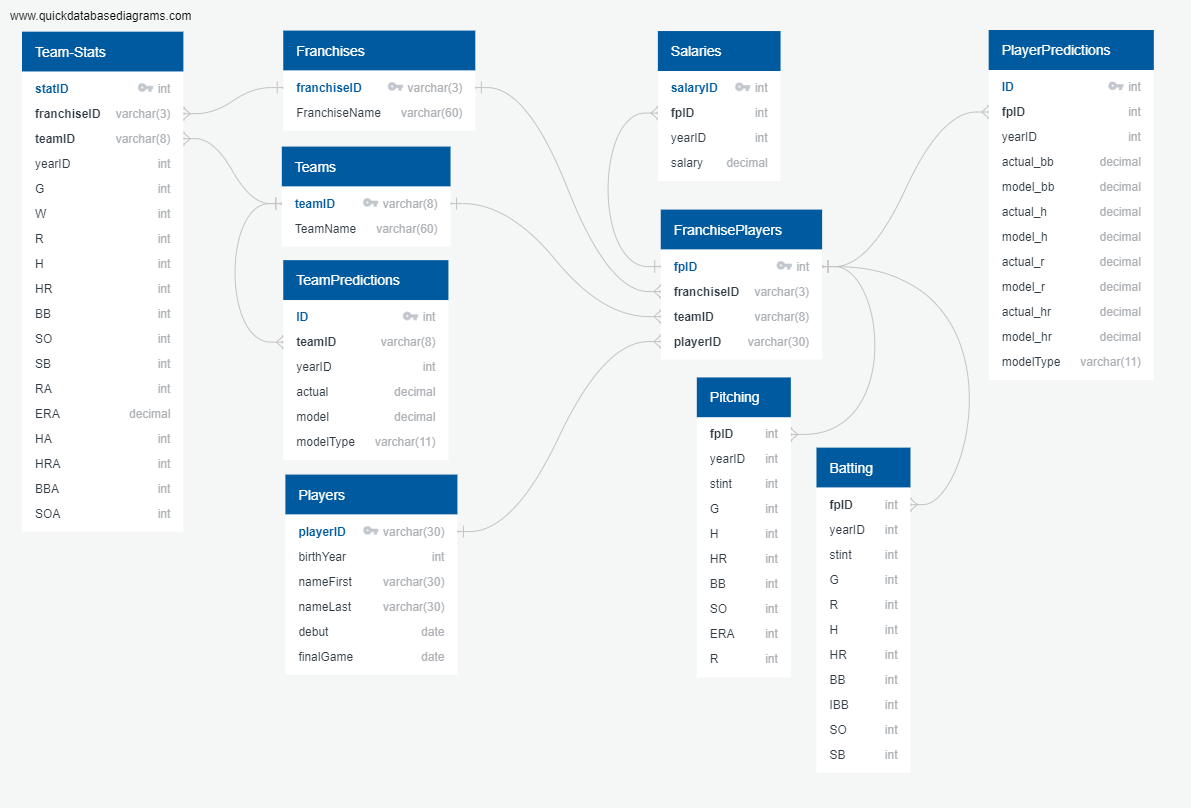 www.quickdatabasediagrams.com
Team-Stats
statID int
franchiseID varchar(3)
teamID varchar(8)
yearID int
G int
W int
R int
H int
HR int
BB int
SO int
SB int
RA int
ERA decimal
HA int
HRA int
BBA int
SOA int
Franchises
franchiseID varchar(3)
FranchiseName varchar(60)
Teams
teamID varchar(8)
TeamName varchar(60)
TeamPredictions
ID int
teamID varchar(8)
yearID int
actual decimal
model decimal
modelType varchar(11)
Players
playerID varchar(30)
birthYear int
nameFirst varchar(30)
nameLast varchar(30)
debut date
finalGame date
Salaries
salaryID int
fpID int
yearID int
salary decimal
FranchisePlayers
fpID int
franchiseID varchar(3)
teamID varchar(8)
playerID varchar(30)
Pitching
fpID int
yearID int
stint int
G int
H int
HR int
BB int
SO int
ERA int
R int
Batting
fpID int
yearID int
stint int
G int
R int
H int
HR int
BB int
IBB int
SO int
SB int
PlayerPredictions
ID int
fpID int
yearID int
actual_bb decimal
model_bb decimal
actual_h decimal
model_h decimal
actual_r decimal
model_r decimal
actual_hr decimal
model_hr decimal
modelType varchar(11)